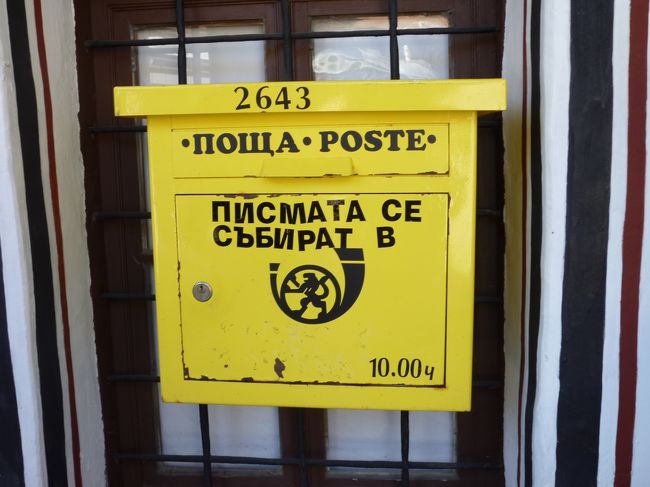 2643
•ПОЩА•POSTE•
ПИСМАТА СЕ
СЪБИРАТ В
10.00ч